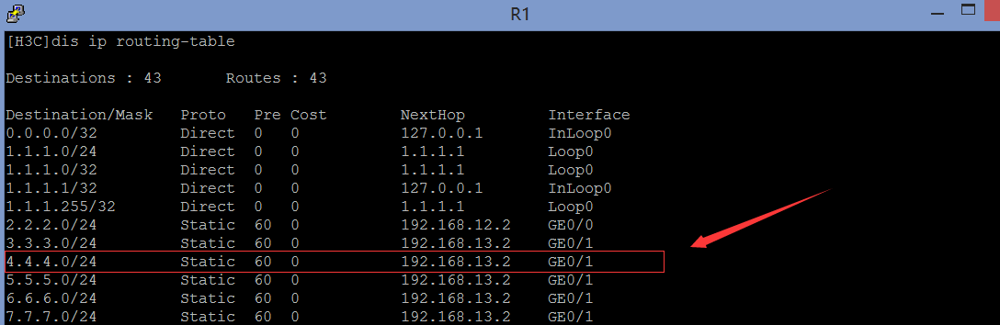 R1
[H3C]dis ip routing-table
Destinations : 43 Routes : 43
Destination/Mask Proto Pre Cost NextHop Interface
0.0.0.0/32 Direct 0 0 127.0.0.1 InLoop0
1.1.1.0/24 Direct 0 0 1.1.1.1 Loop0
1.1.1.0/32 Direct 0 0 1.1.1.1 Loop0
1.1.1.1/32 Direct 0 0 127.0.0.1 InLoop0
1.1.1.255/32 Direct 0 0 1.1.1.1 Loop0
2.2.2.0/24 Static 60 0 192.168.12.2 GE0/0
3.3.3.0/24 Static 60 0 192.168.13.2 GE0/1
4.4.4.0/24 Static 60 0 192.168.13.2 GE0/1
5.5.5.0/24 Static 60 0 192.168.13.2 GE0/1
6.6.6.0/24 Static 60 0 192.168.13.2 GE0/1
7.7.7.0/24 Static 60 0 192.168.13.2 GE0/1